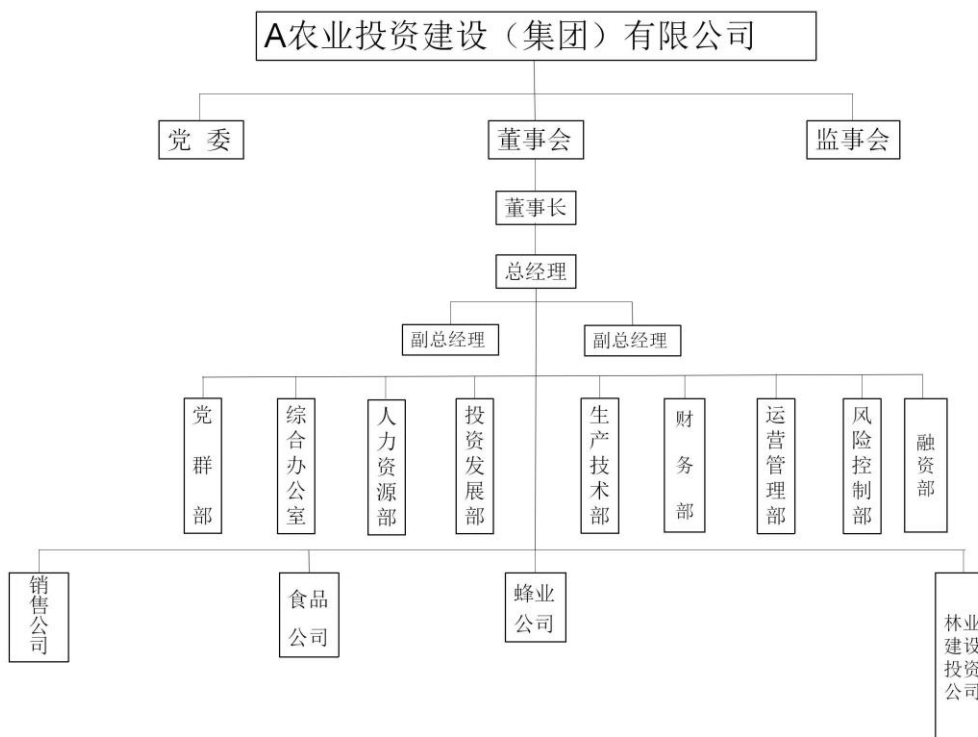 A农业投资建设（集团）有限公司
党 委
董事会
监事会
董事长
总经理
副总经理
副总经理
党群部
综合办公室
人力资源部
投资发展部
生产技术部
财务部
运营管理部
风险控制部
融资部
销售公司
食品
公司
蜂业
公司
林业
建设
投资
公司